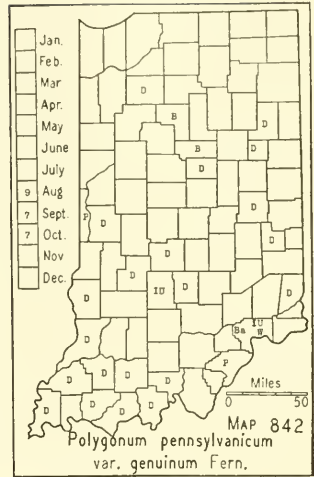 Jan.
Feb.
Mar
Apr.
May
June
July
9 Aug
7 Sept.
7 Oct.
Nov
Dec.
D
B
D
B
D
D
D
P D
D
D
D
D
IU D
D
D
IU
Ba W
D
P
D D D
D
D
D D D
Miles
0 50
MAP 842
Polygonum pennsylvanicum
var. genuinum Fern.